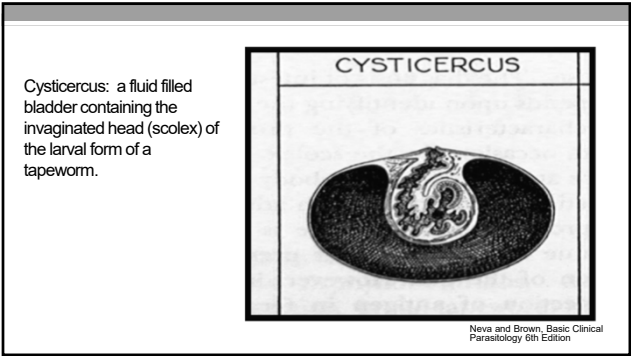 Cysticercus: a fluid filled
bladder containing the
invaginated head (scolex) of
the larval form of a
tapeworm.
CYSTICERCUS
Neva and Brown, Basic Clinical
Parasitology 6th Edition